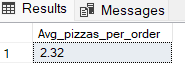 Results Messages
Avg_pizzas_per_order
1 2.32